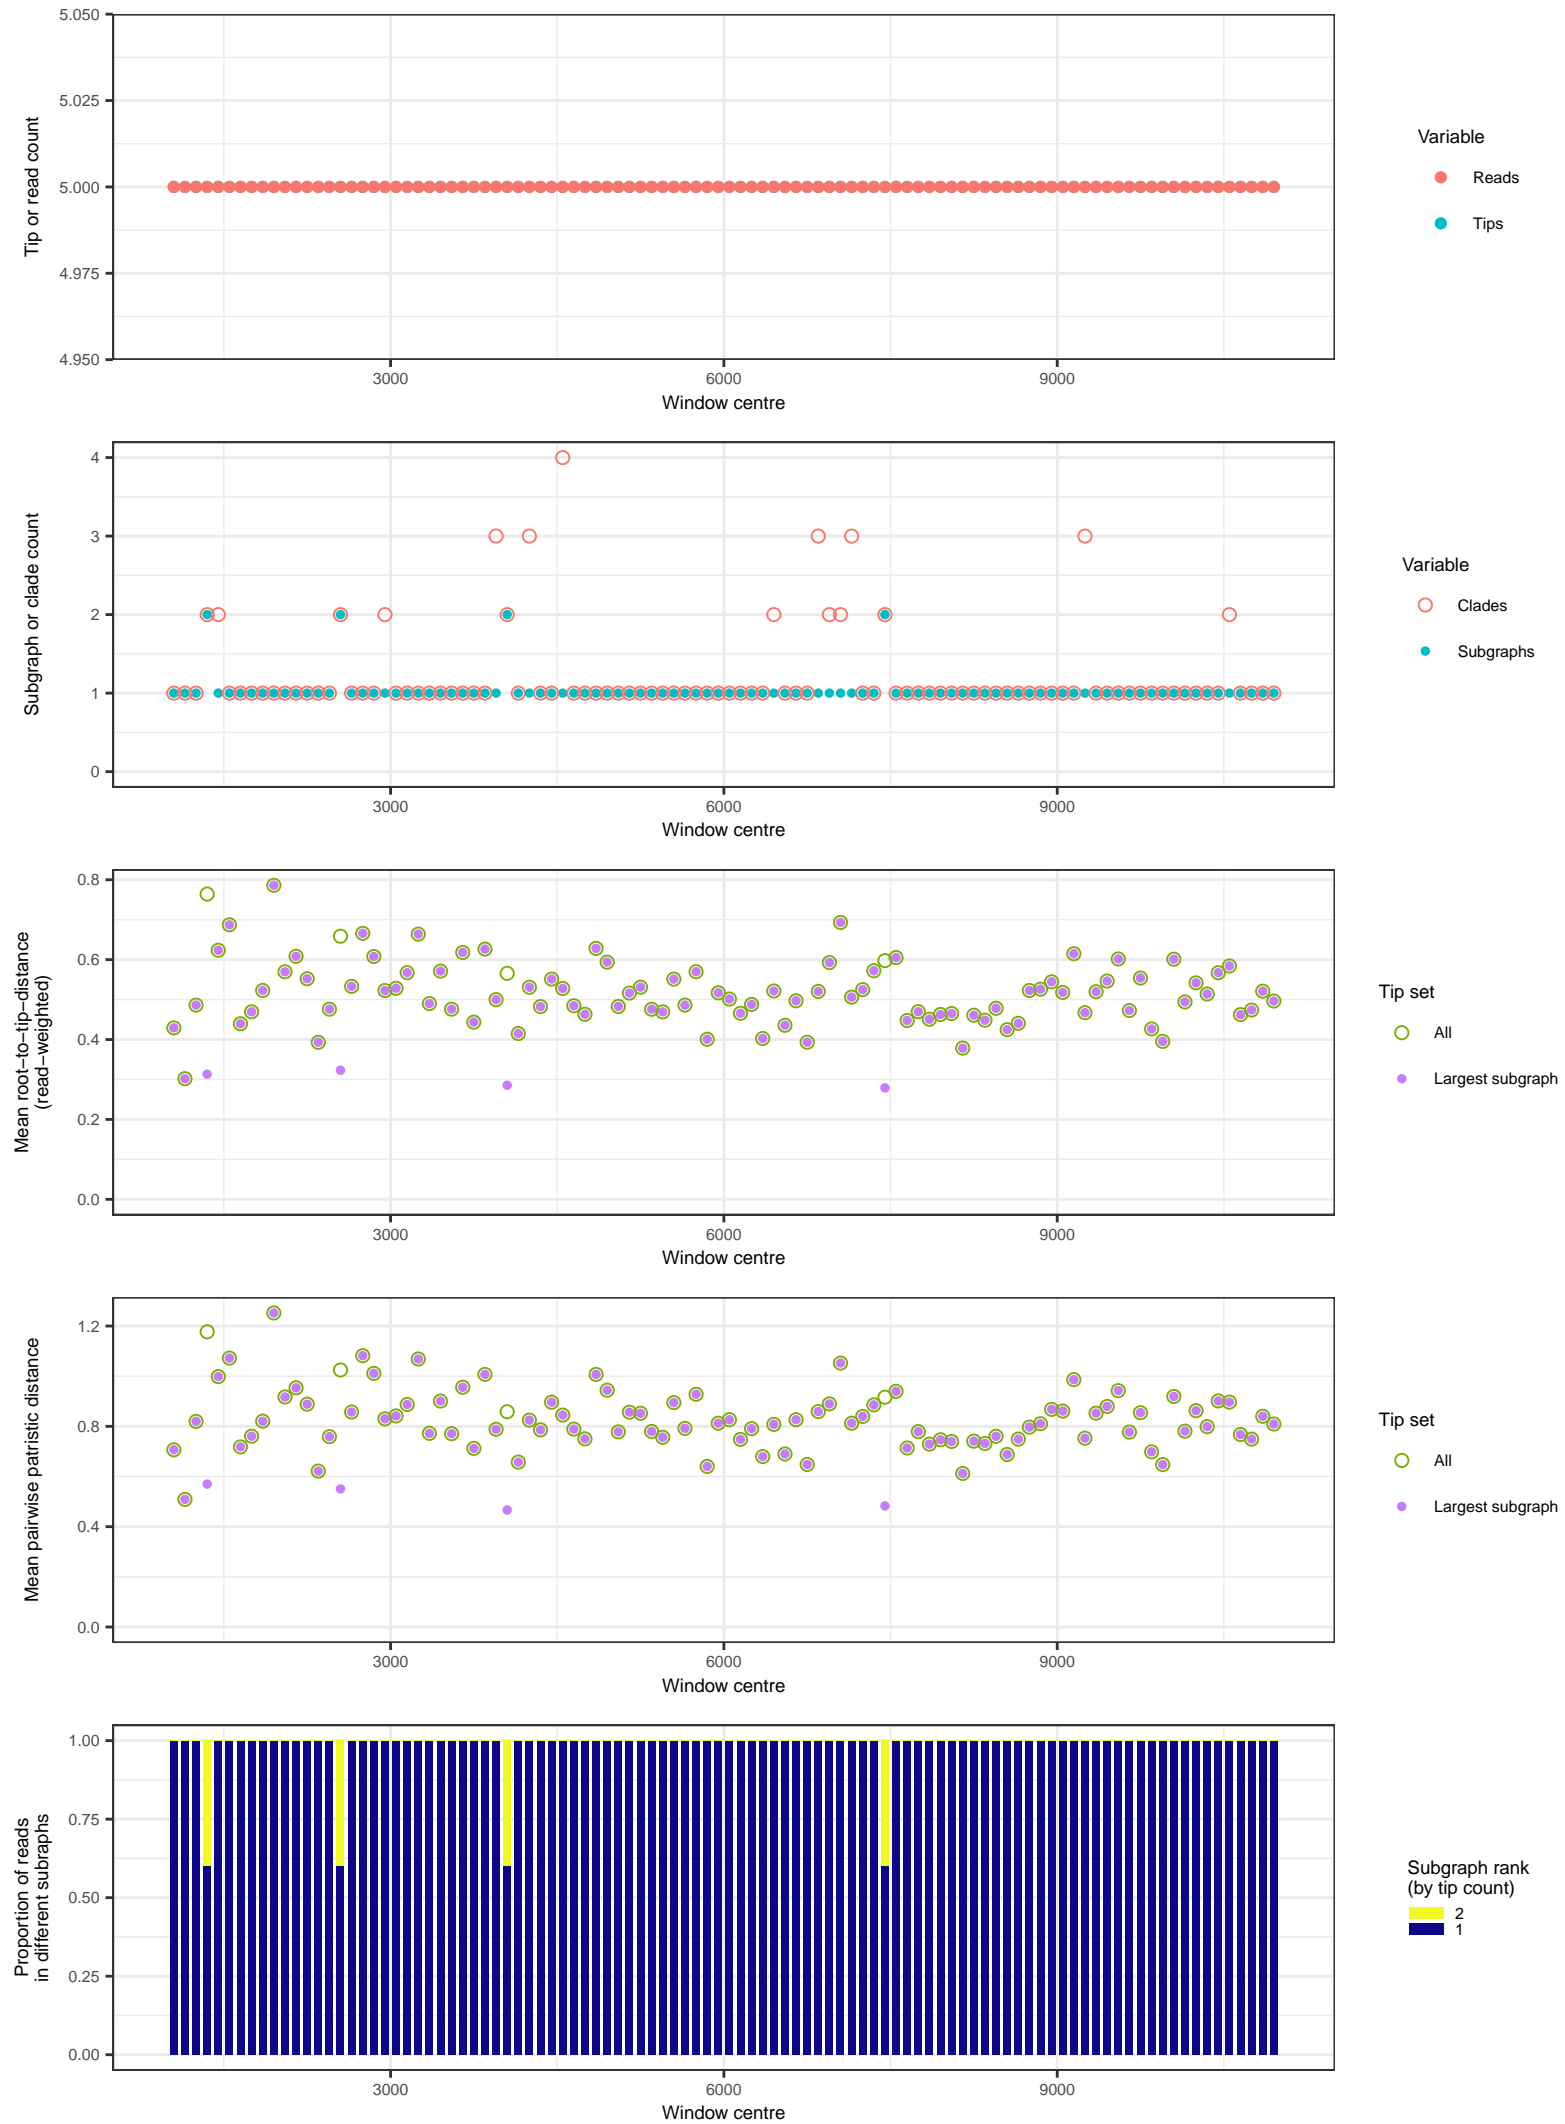 5.050
5.025
5.000
4.975
4.950
Tip or read count
3000
6000
9000
Window centre
Variable
Reads
Tips
4
3
2
1
0
Subgraph or clade count
3000
6000
9000
Window centre
Variable
Clades
Subgraphs
0.8
0.6
0.4
0.2
0.0
Mean root−to−tip−distance
(read−weighted)
3000
6000
9000
Window centre
Tip set
All
Largest subgraph
1.2
0.8
0.4
0.0
Mean pairwise patristic distance
3000
6000
9000
Window centre
Tip set
All
Largest subgraph
1.00
0.75
0.50
0.25
0.00
Proportion of reads
in different subraphs
3000
6000
9000
Window centre
Subgraph rank
(by tip count)
2
1